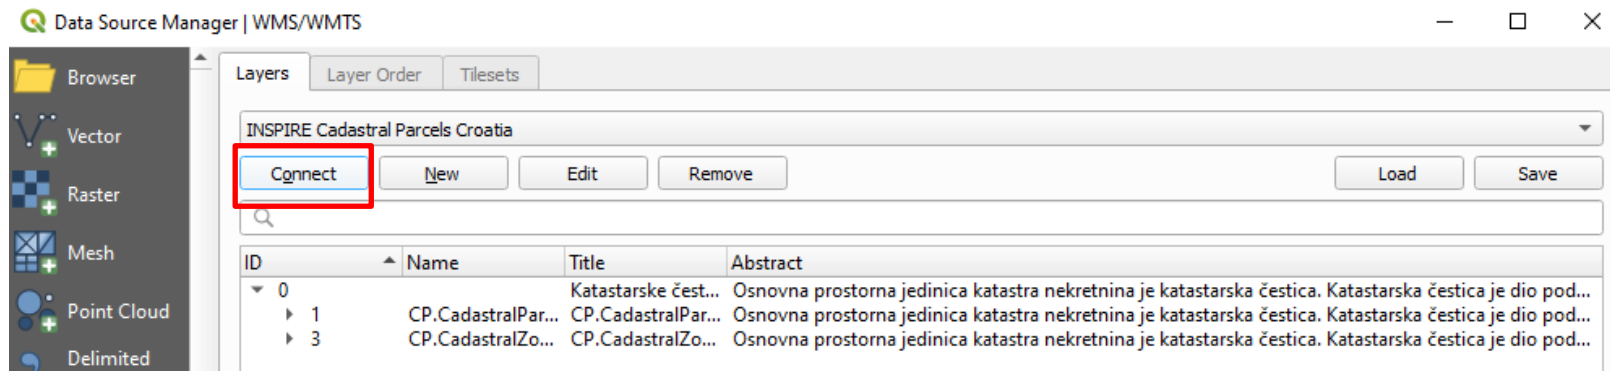 Data Source Manager | WMS/WMTS
Browser
Vector
Raster
Mesh
Point Cloud
Delimited
Layers Layer Order Tilesets
INSPIRE Cadastral Parcels Croatia
Connect New Edit Remove Load Save
ID Name Title Abstract
0 Katastarske čest... Osnovna prostorna jedinica katastra nekretnina je katastarska čestica. Katastarska čestica je dio pod...
1 CP.CadastralPar... CP.CadastralPar... Osnovna prostorna jedinica katastra nekretnina je katastarska čestica. Katastarska čestica je dio pod...
3 CP.CadastralZo... CP.CadastralZo... Osnovna prostorna jedinica katastra nekretnina je katastarska čestica. Katastarska čestica je dio pod...